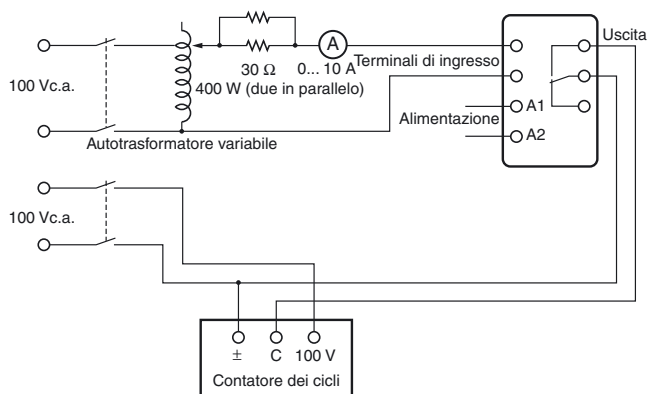 A
Uscita
30 Ω
0... 10 A
Terminali di ingresso
400 W (due in parallelo)
100 Vc.a.
A1
Alimentazione
A2
Autotrasformatore variabile
100 Vc.a.
± C 100 V
Contatore dei cicli